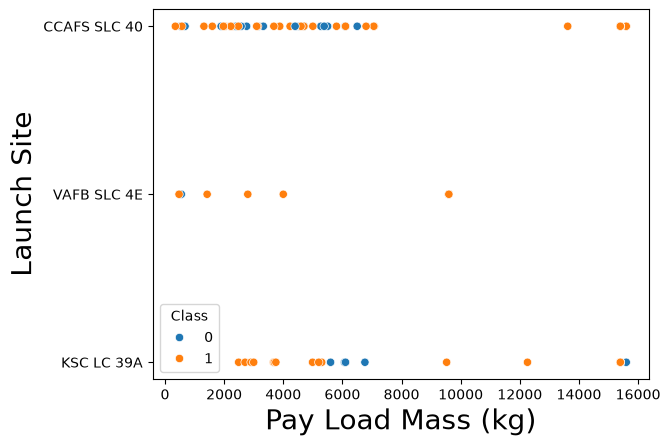 CCAFS SLC 40
VAFB SLC 4E
KSC LC 39A
Launch Site
Class
0
1
0 2000 4000 6000 8000 10000 12000 14000 16000
Pay Load Mass (kg)